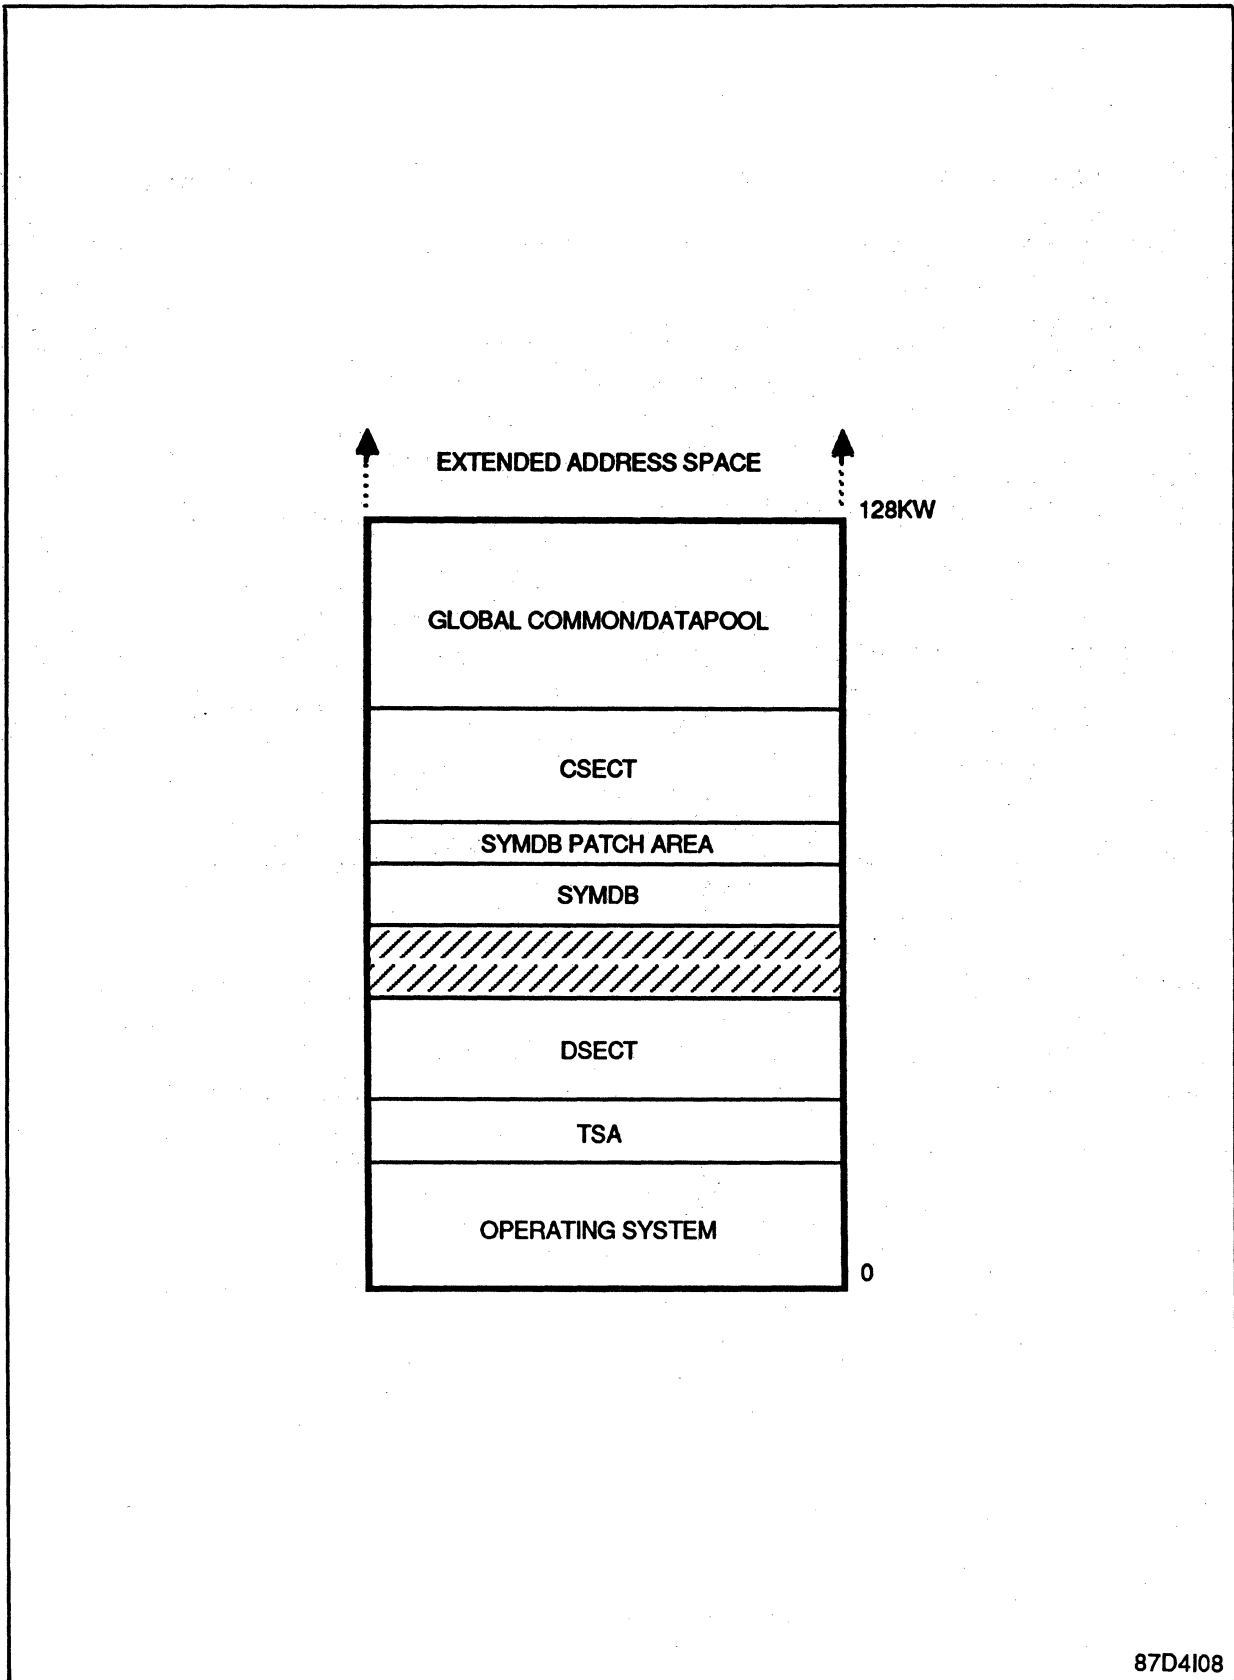 EXTENDED ADDRESS SPACE
128KW
GLOBAL COMMON/DATAPOOL
CSECT
SYMDB PATCH AREA
SYMDB
DSECT
TSA
OPERATING SYSTEM
0
87D4I08